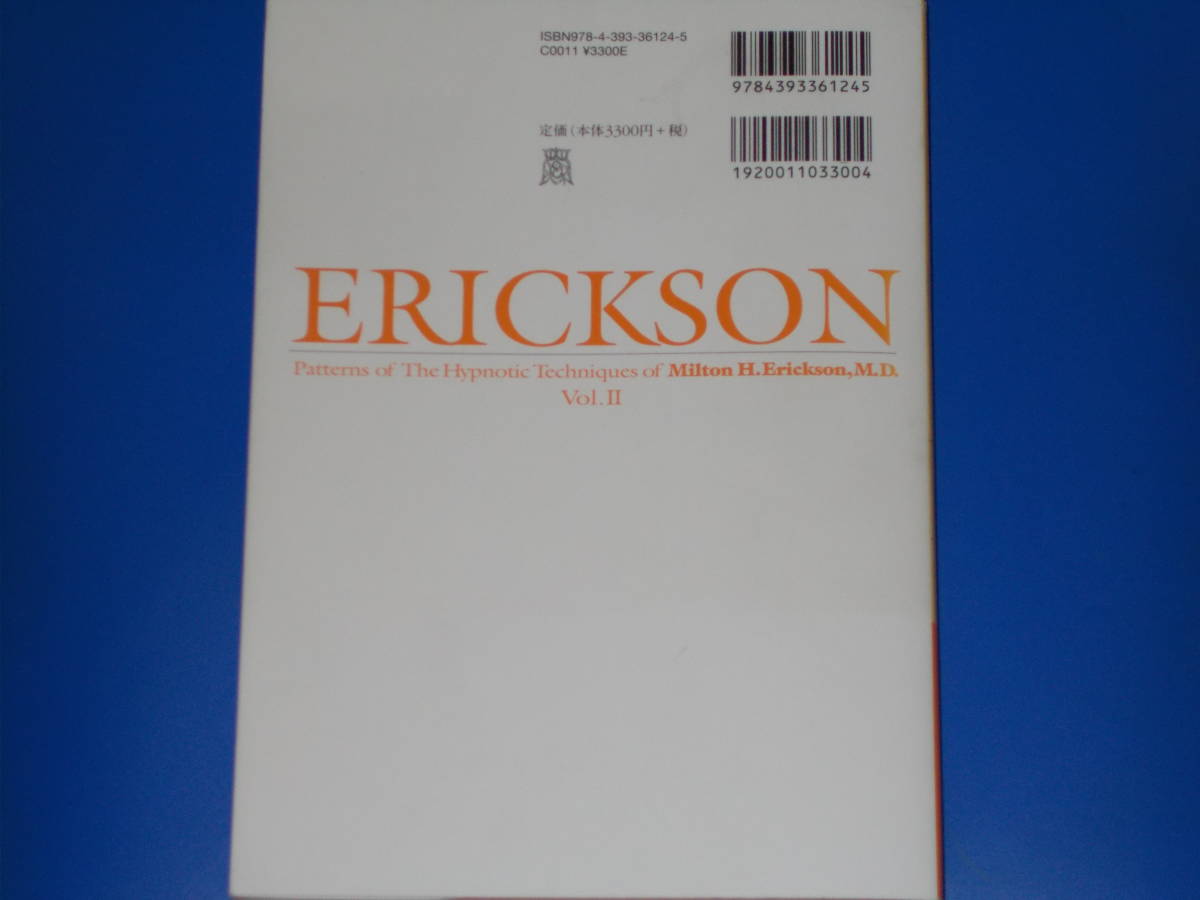 ISBN978-4-393-36124-5
C0011 ¥3300E
9784393361245
定価(本体3300円+税)
1920011033004
ERICKSON
Patterns of The Hypnotic Techniques of Milton H.Erickson,M.D.
Vol.II